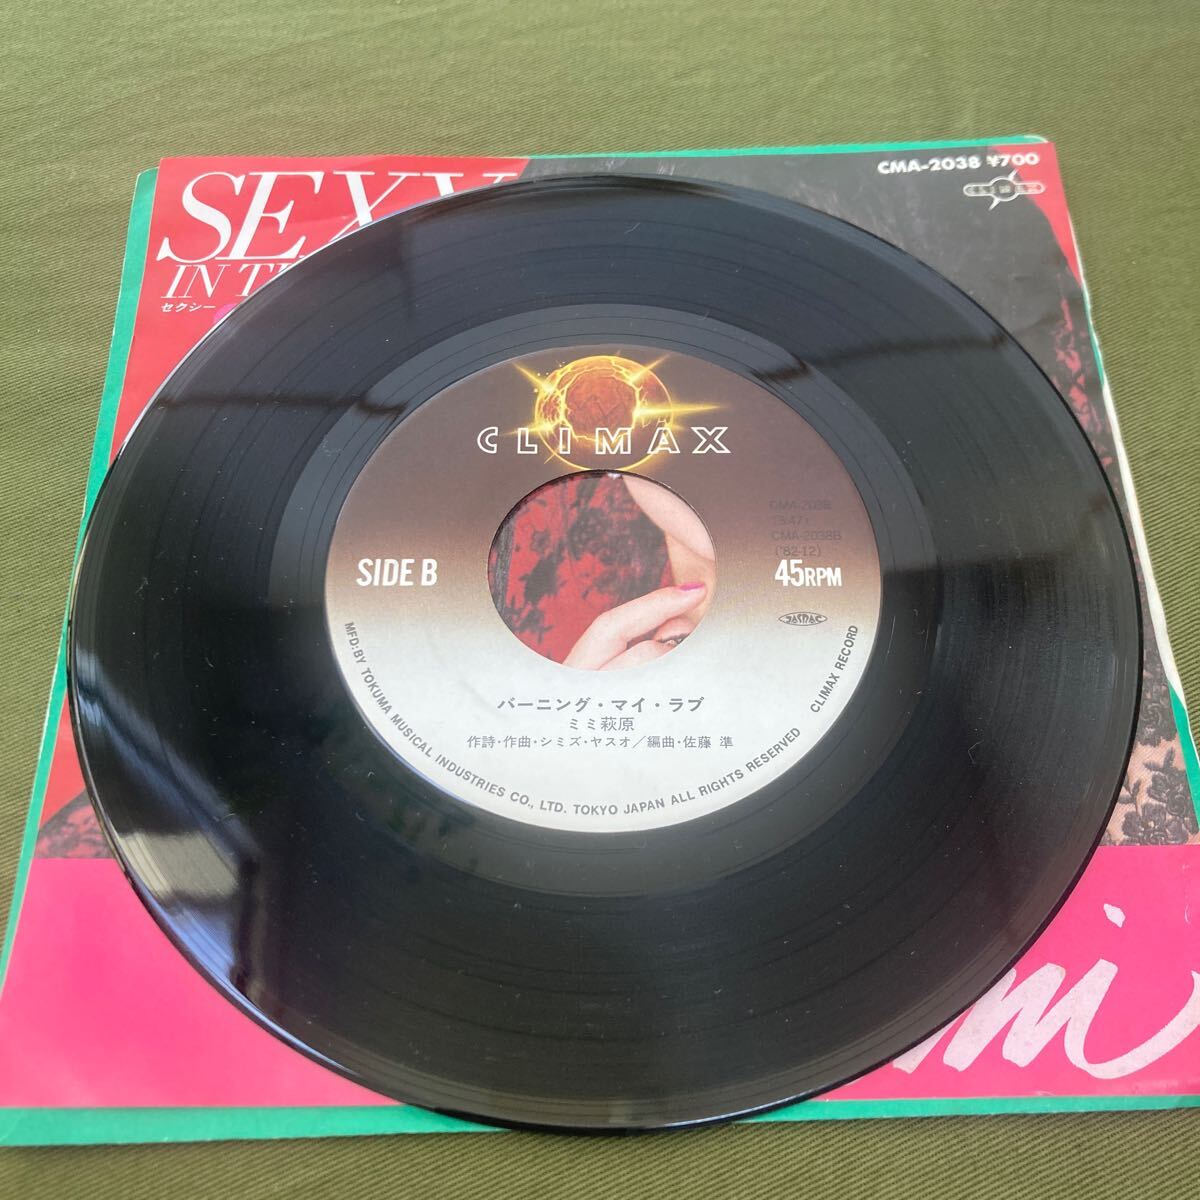 CMA-2038 ¥700
CLIMAX
SEXY
IN
セクシー
CLIMAX
CMA-2038
CMA-2038B
('82-12)
SIDE B
45RPM
JASRAC
バーニング・マイ・ラブ
ミミ萩原
作詩・作曲・シミズ・ヤスオ／編曲・佐藤 準
MFD: BY TOKUMA MUSICAL INDUSTRIES CO., LTD. TOKYO JAPAN ALL RIGHTS RESERVED CLIMAX RECORD